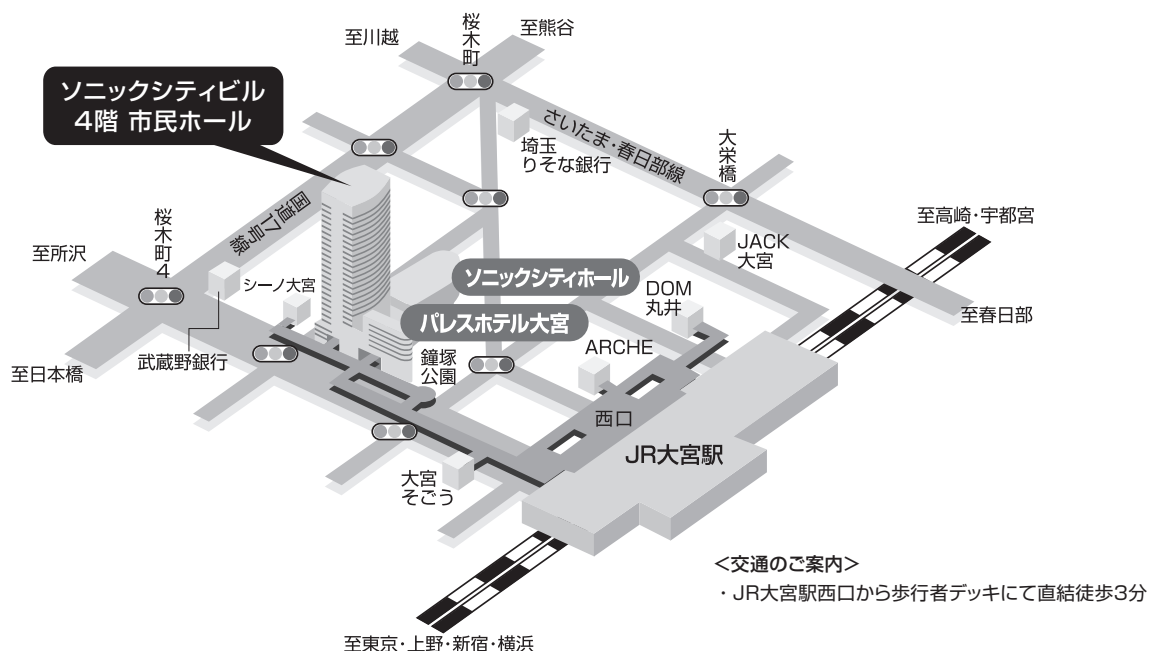 至川越
桜木町
至熊谷
ソニックシティビル
4階 市民ホール
さいたま・春日部線
埼玉
りそな銀行
大栄橋
国道17号線
桜木町4
至所沢
至高崎・宇都宮
JACK
大宮
シーノ大宮
ソニックシティホール
DOM
丸井
パレスホテル大宮
至春日部
武蔵野銀行
至日本橋
鐘塚
公園
ARCHE
西口
JR大宮駅
大宮
そごう
＜交通のご案内＞
・JR大宮駅西口から歩行者デッキにて直結徒歩3分
至東京・上野・新宿・横浜